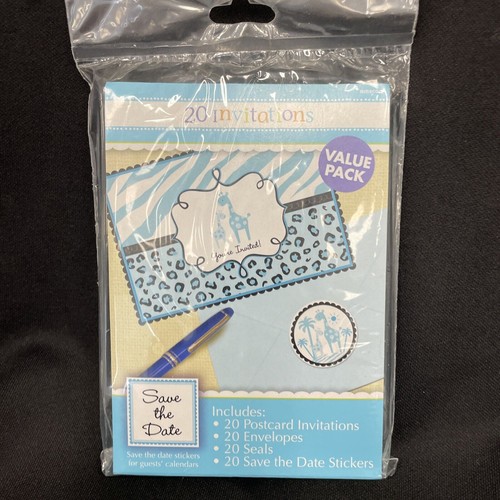 20 invitations
VALUE
PACK
You're Invited!
Save
the
Date
Save the date stickers
for guests' calendars
Includes:
• 20 Postcard Invitations
• 20 Envelopes
• 20 Seals
• 20 Save the Date Stickers